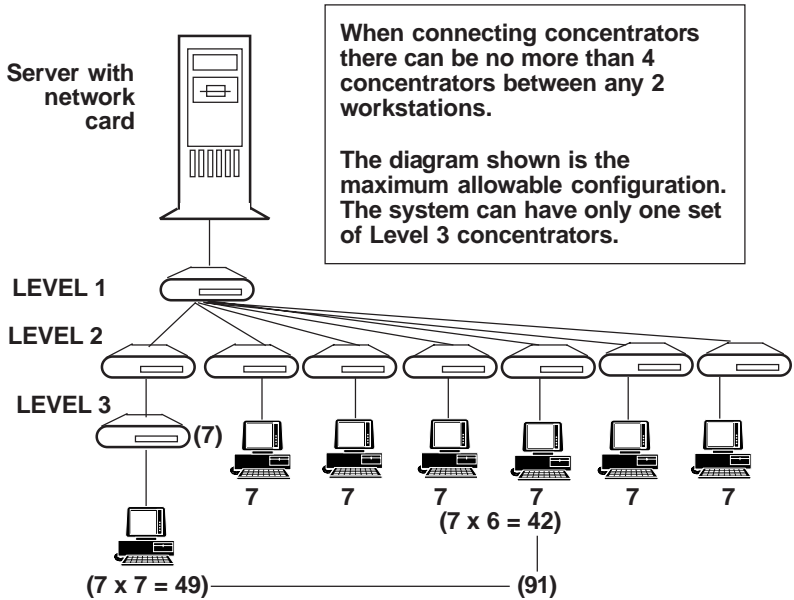 When connecting concentrators
there can be no more than 4
concentrators between any 2
workstations.
The diagram shown is the
maximum allowable configuration.
The system can have only one set
of Level 3 concentrators.
Server with
network
card
LEVEL 1
LEVEL 2
LEVEL 3
(7)
7 7 7 7 7 7
(7 x 6 = 42)
(7 x 7 = 49) (91)